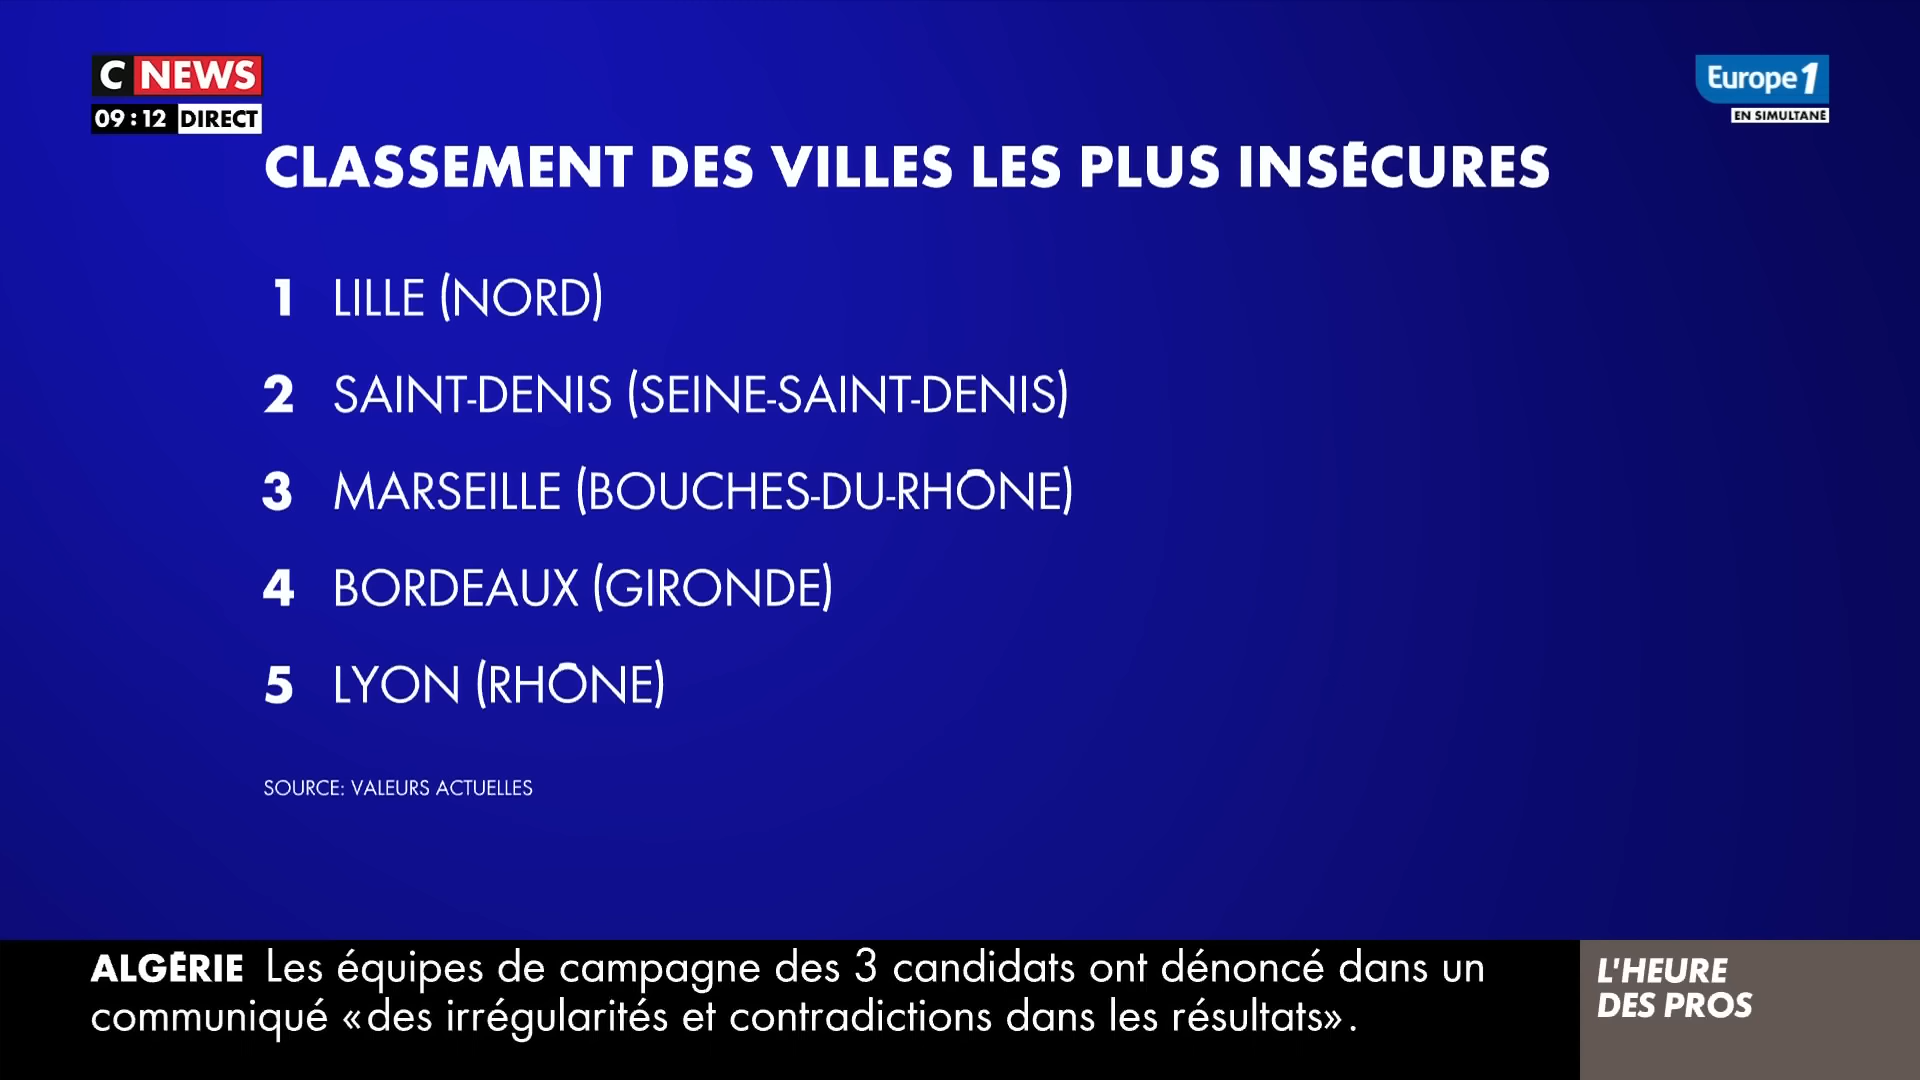 C NEWS
09:12 DIRECT
Europe 1
EN SIMULTANÉ
CLASSEMENT DES VILLES LES PLUS INSÉCURES
1 LILLE (NORD)
2 SAINT-DENIS (SEINE-SAINT-DENIS)
3 MARSEILLE (BOUCHES-DU-RHÔNE)
4 BORDEAUX (GIRONDE)
5 LYON (RHÔNE)
SOURCE: VALEURS ACTUELLES
ALGÉRIE Les équipes de campagne des 3 candidats ont dénoncé dans un
communiqué «des irrégularités et contradictions dans les résultats».
L'HEURE
DES PROS